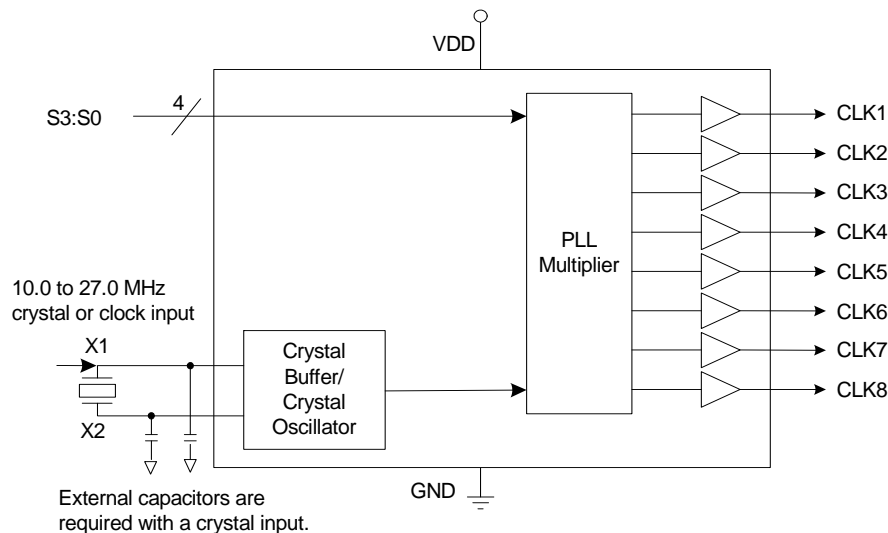 VDD
4
S3:S0
CLK1
CLK2
CLK3
CLK4
PLL
Multiplier
CLK5
CLK6
CLK7
CLK8
10.0 to 27.0 MHz
crystal or clock input
X1
X2
Crystal
Buffer/
Crystal
Oscillator
GND
External capacitors are
required with a crystal input.